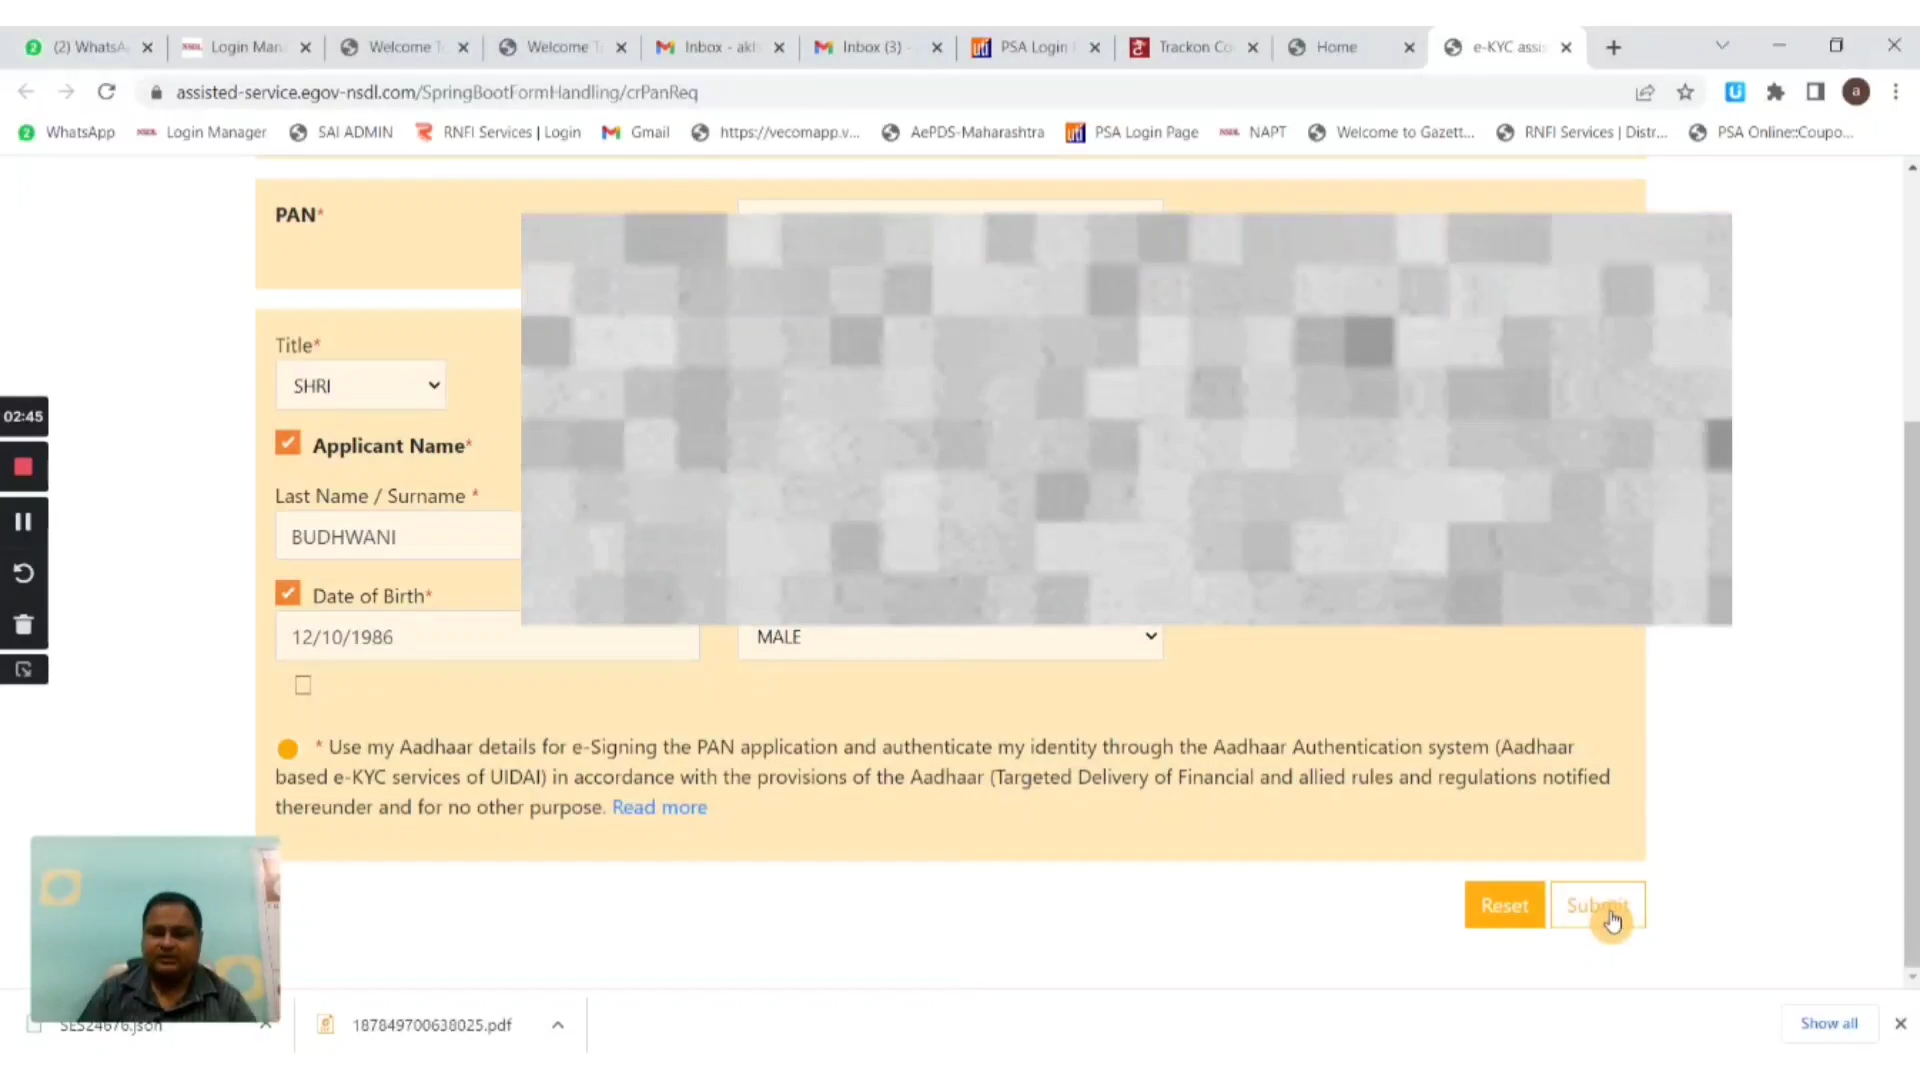 (2) WhatsA
Login Man
Welcome T
Welcome T
Inbox - akh
Inbox (3) -
PSA Login
Trackon Co
Home
e-KYC assis
assisted-service.egov-nsdl.com/SpringBootFormHandling/crPanReq
WhatsApp
Login Manager
SAI ADMIN
RNFI Services | Login
Gmail
https://vecomapp.v...
AePDS-Maharashtra
PSA Login Page
NAPT
Welcome to Gazett...
RNFI Services | Distr...
PSA Online::Coupo...
PAN*
Title*
SHRI
Applicant Name*
Last Name / Surname *
BUDHWANI
Date of Birth*
12/10/1986
MALE
* Use my Aadhaar details for e-Signing the PAN application and authenticate my identity through the Aadhaar Authentication system (Aadhaar
based e-KYC services of UIDAI) in accordance with the provisions of the Aadhaar (Targeted Delivery of Financial and allied rules and regulations notified
thereunder and for no other purpose. Read more
Reset
Submit
02:45
SES24676.json
187849700638025.pdf
Show all